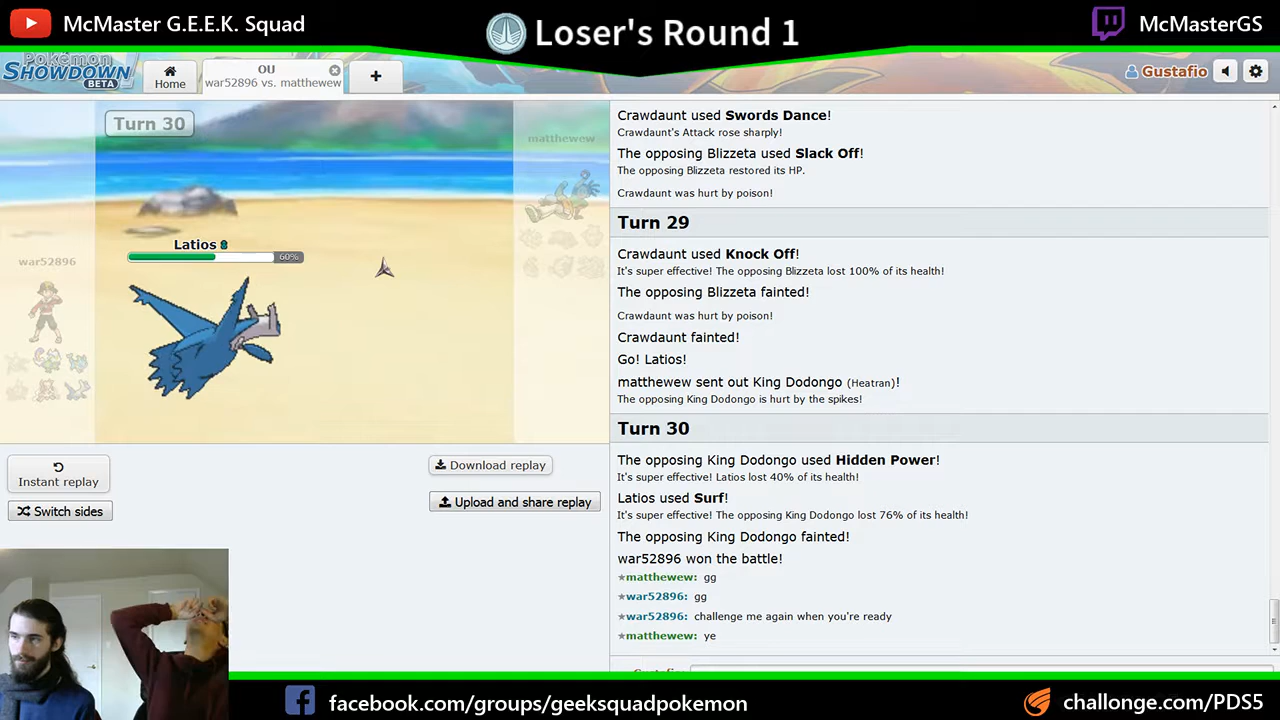 McMaster G.E.E.K. Squad
Loser's Round 1
McMasterGS
Pokémon
SHOWDOWN
BETA
Home
OU
war52896 vs. matthewew
+
Gustafio
Turn 30
matthewew
Latios
60%
war52896
Instant replay
Switch sides
Download replay
Upload and share replay
Crawdaunt used Swords Dance!
Crawdaunt's Attack rose sharply!
The opposing Blizzeta used Slack Off!
The opposing Blizzeta restored its HP.
Crawdaunt was hurt by poison!
Turn 29
Crawdaunt used Knock Off!
It's super effective! The opposing Blizzeta lost 100% of its health!
The opposing Blizzeta fainted!
Crawdaunt was hurt by poison!
Crawdaunt fainted!
Go! Latios!
matthewew sent out King Dodongo (Heatran)!
The opposing King Dodongo is hurt by the spikes!
Turn 30
The opposing King Dodongo used Hidden Power!
It's super effective! Latios lost 40% of its health!
Latios used Surf!
It's super effective! The opposing King Dodongo lost 76% of its health!
The opposing King Dodongo fainted!
war52896 won the battle!
★matthewew: gg
★war52896: gg
★war52896: challenge me again when you're ready
★matthewew: ye
facebook.com/groups/geeksquadpokemon
challonge.com/PDS5